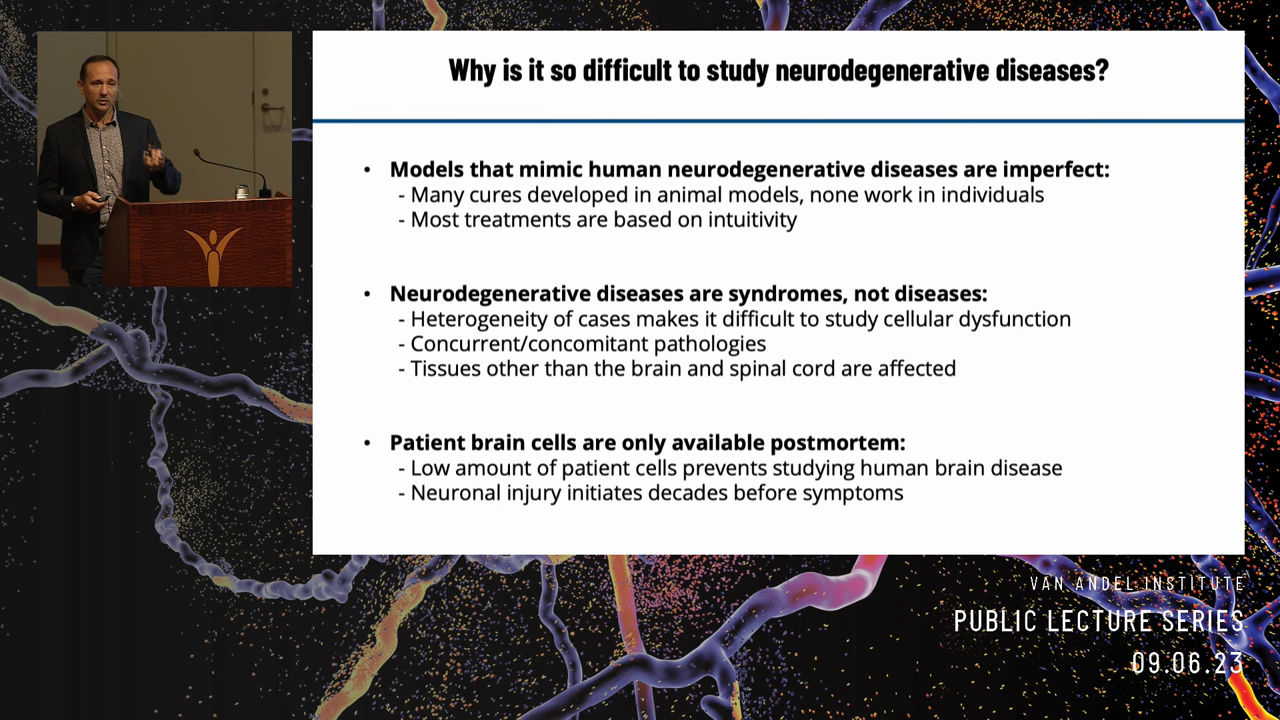 Why is it so difficult to study neurodegenerative diseases?
• Models that mimic human neurodegenerative diseases are imperfect:
- Many cures developed in animal models, none work in individuals
- Most treatments are based on intuitivity
• Neurodegenerative diseases are syndromes, not diseases:
- Heterogeneity of cases makes it difficult to study cellular dysfunction
- Concurrent/concomitant pathologies
- Tissues other than the brain and spinal cord are affected
• Patient brain cells are only available postmortem:
- Low amount of patient cells prevents studying human brain disease
- Neuronal injury initiates decades before symptoms
VAN ANDEL INSTITUTE
PUBLIC LECTURE SERIES
09.06.23